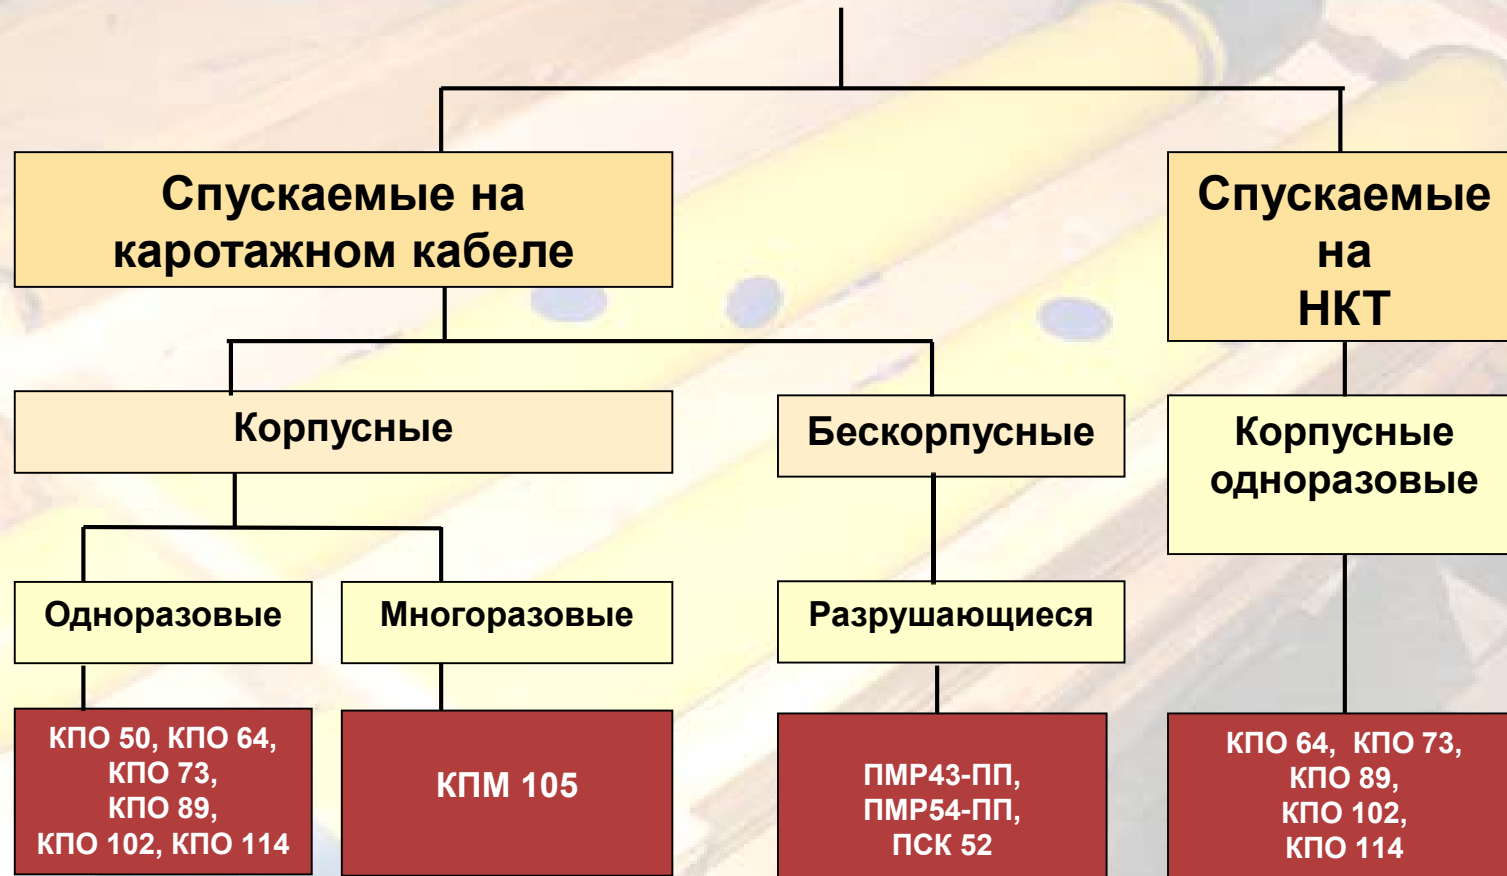 Спускаемые на
каротажном кабеле
Спускаемые
на
НКТ
Корпусные
Бескорпусные
Корпусные
одноразовые
Одноразовые
Многоразовые
Разрушающиеся
КПО 50, КПО 64,
КПО 73,
КПО 89,
КПО 102, КПО 114
КПМ 105
ПМР43-ПП,
ПМР54-ПП,
ПСК 52
КПО 64, КПО 73,
КПО 89,
КПО 102,
КПО 114